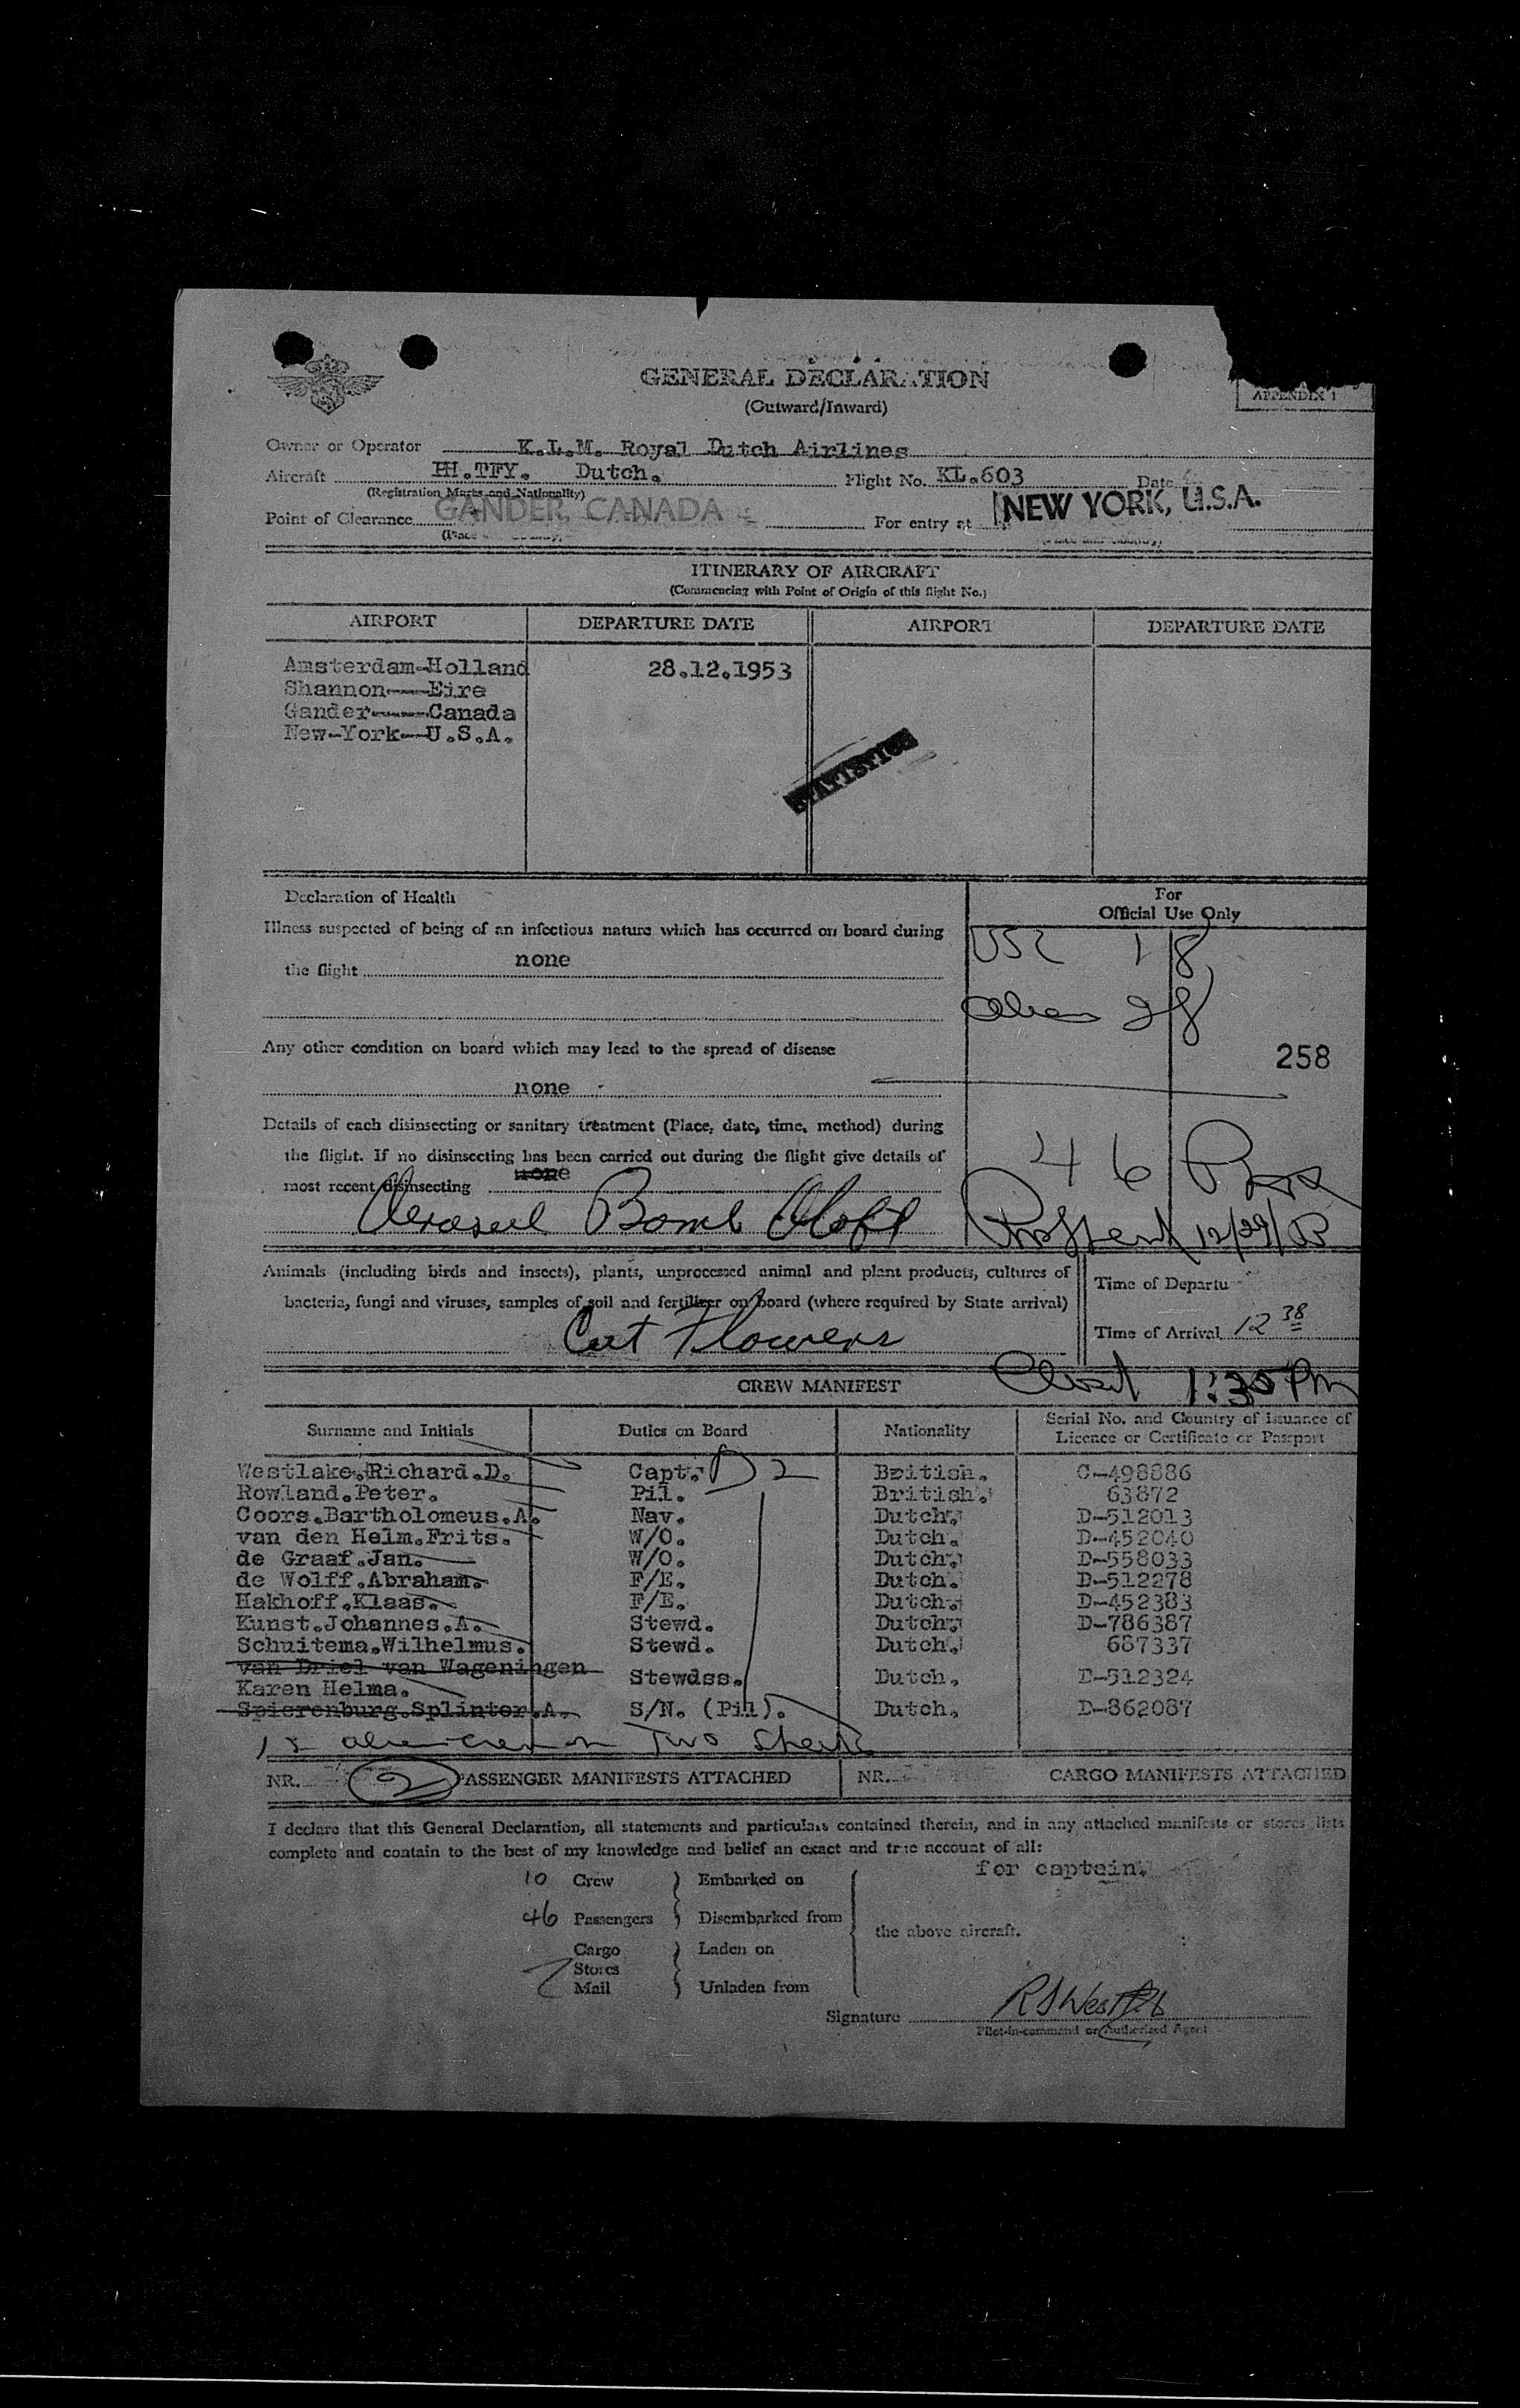 APPENDIX 1
GENERAL DECLARATION
(Outward/Inward)
Owner or Operator K.L.M. Royal Dutch Airlines
Aircraft PH.TFY. Dutch. Flight No. KL.603 Date
(Registration Marks and Nationality)
Point of Clearance GANDER, CANADA For entry at NEW YORK, U.S.A.
ITINERARY OF AIRCRAFT
(Commencing with Point of Origin of this flight No.)
AIRPORT DEPARTURE DATE AIRPORT DEPARTURE DATE
Amsterdam-Holland 28.12.1953
Shannon---Eire
Gander----Canada
New-York--U.S.A.
STATISTICS
Declaration of Health
For
Official Use Only
Illness suspected of being of an infectious nature which has occurred on board during
the flight none
USC 18
Alien 28
Any other condition on board which may lead to the spread of disease
258
none
Details of each disinsecting or sanitary treatment (Place, date, time, method) during
the flight. If no disinsecting has been carried out during the flight give details of
most recent disinsecting none
46
Aerosol Bomb Aloft
12/29/53
Animals (including birds and insects), plants, unprocessed animal and plant products, cultures of
bacteria, fungi and viruses, samples of soil and fertilizer on board (where required by State arrival)
Cut Flowers
Time of Departu
Time of Arrival 12 38
1:30 PM
CREW MANIFEST
Surname and Initials Duties on Board Nationality Serial No. and Country of Issuance of Licence or Certificate or Passport
Westlake.Richard.D. Capt. D2 British. C-498886
Rowland.Peter. Pil. British. 63872
Coors.Bartholomeus.A. Nav. Dutch. D-512013
van den Helm.Frits. W/O. Dutch. D-452040
de Graaf.Jan. W/O. Dutch. D-558033
de Wolff.Abraham. F/E. Dutch. D-512278
Hakhoff.Klaas. F/E. Dutch. D-452383
Kunst.Johannes.A. Stewd. Dutch. D-786387
Schuitema.Wilhelmus. Stewd. Dutch. 687337
van Driel van Wageningen
Karen Helma. Stewdss. Dutch. D-512324
Spierenburg.Splinter.A. S/N. (Pil). Dutch. D-862087
alien crew on Two Sheets
NR. 2 PASSENGER MANIFESTS ATTACHED NR. CARGO MANIFESTS ATTACHED
I declare that this General Declaration, all statements and particulars contained therein, and in any attached manifests or stores lists
complete and contain to the best of my knowledge and belief an exact and true account of all:
for captain.
10 Crew Embarked on
46 Passengers Disembarked from
the above aircraft.
Cargo Laden on
Stores
Mail Unladen from
Signature
Pilot-in-command or Authorized Agent